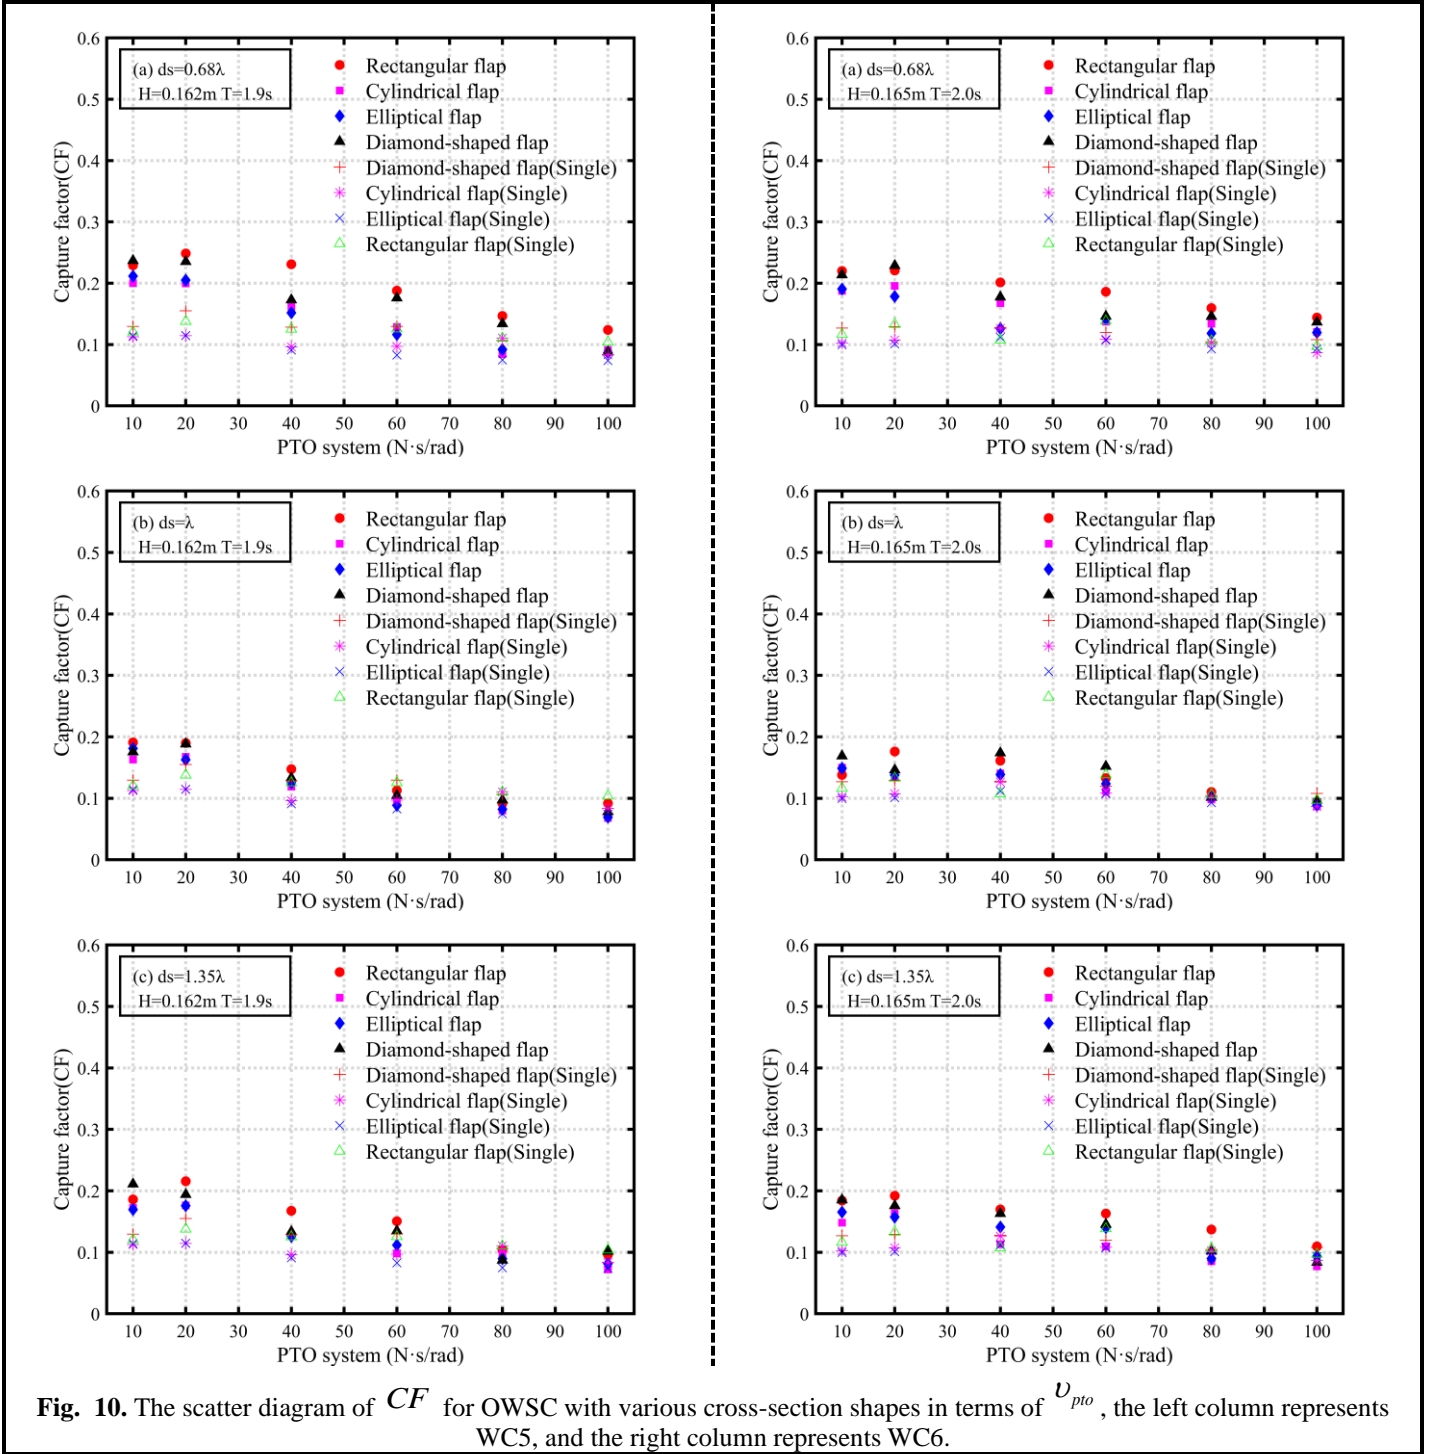 0.6
0.5
0.4
0.3
0.2
0.1
0
Capture factor(CF)
(a) ds=0.68λ
H=0.162m T=1.9s
Rectangular flap
Cylindrical flap
Elliptical flap
Diamond-shaped flap
Diamond-shaped flap(Single)
Cylindrical flap(Single)
Elliptical flap(Single)
Rectangular flap(Single)
10 20 30 40 50 60 70 80 90 100
PTO system (N·s/rad)
0.6
0.5
0.4
0.3
0.2
0.1
0
Capture factor(CF)
(a) ds=0.68λ
H=0.165m T=2.0s
Rectangular flap
Cylindrical flap
Elliptical flap
Diamond-shaped flap
Diamond-shaped flap(Single)
Cylindrical flap(Single)
Elliptical flap(Single)
Rectangular flap(Single)
10 20 30 40 50 60 70 80 90 100
PTO system (N·s/rad)
0.6
0.5
0.4
0.3
0.2
0.1
0
Capture factor(CF)
(b) ds=λ
H=0.162m T=1.9s
Rectangular flap
Cylindrical flap
Elliptical flap
Diamond-shaped flap
Diamond-shaped flap(Single)
Cylindrical flap(Single)
Elliptical flap(Single)
Rectangular flap(Single)
10 20 30 40 50 60 70 80 90 100
PTO system (N·s/rad)
0.6
0.5
0.4
0.3
0.2
0.1
0
Capture factor(CF)
(b) ds=λ
H=0.165m T=2.0s
Rectangular flap
Cylindrical flap
Elliptical flap
Diamond-shaped flap
Diamond-shaped flap(Single)
Cylindrical flap(Single)
Elliptical flap(Single)
Rectangular flap(Single)
10 20 30 40 50 60 70 80 90 100
PTO system (N·s/rad)
0.6
0.5
0.4
0.3
0.2
0.1
0
Capture factor(CF)
(c) ds=1.35λ
H=0.162m T=1.9s
Rectangular flap
Cylindrical flap
Elliptical flap
Diamond-shaped flap
Diamond-shaped flap(Single)
Cylindrical flap(Single)
Elliptical flap(Single)
Rectangular flap(Single)
10 20 30 40 50 60 70 80 90 100
PTO system (N·s/rad)
0.6
0.5
0.4
0.3
0.2
0.1
0
Capture factor(CF)
(c) ds=1.35λ
H=0.165m T=2.0s
Rectangular flap
Cylindrical flap
Elliptical flap
Diamond-shaped flap
Diamond-shaped flap(Single)
Cylindrical flap(Single)
Elliptical flap(Single)
Rectangular flap(Single)
10 20 30 40 50 60 70 80 90 100
PTO system (N·s/rad)
Fig. 10. The scatter diagram of CF for OWSC with various cross-section shapes in terms of υpto , the left column represents
WC5, and the right column represents WC6.